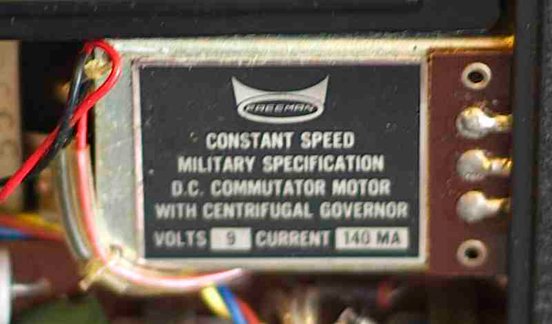 FREEMAN
CONSTANT SPEED
MILITARY SPECIFICATION
D.C. COMMUTATOR MOTOR
WITH CENTRIFUGAL GOVERNOR
VOLTS 9 CURRENT 140 MA